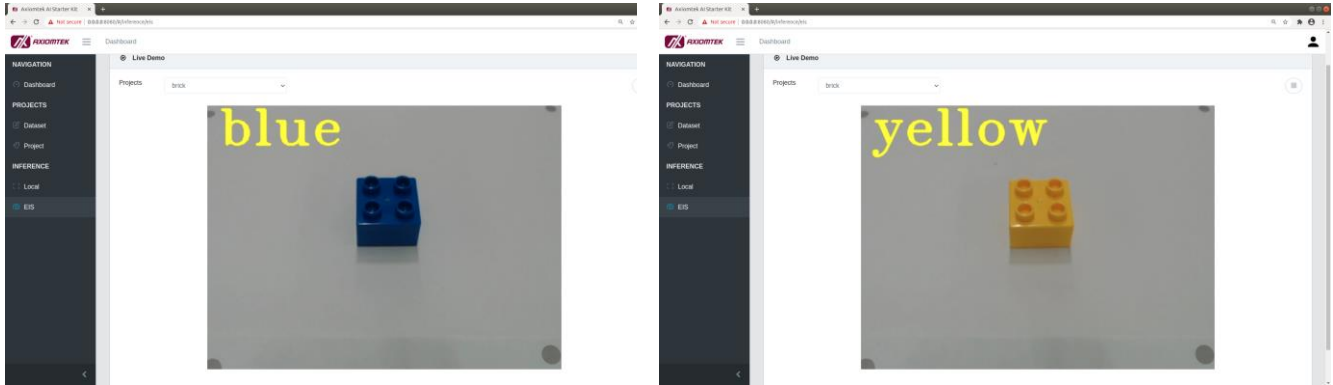 Axiomtek AI Starter Kit
Not secure
AXIOMTEK
Dashboard
NAVIGATION
Live Demo
Dashboard
Projects
brick
PROJECTS
Dataset
Project
INFERENCE
Local
EIS
blue
Axiomtek AI Starter Kit
Not secure
AXIOMTEK
Dashboard
NAVIGATION
Live Demo
Dashboard
Projects
brick
PROJECTS
Dataset
Project
INFERENCE
Local
EIS
yellow